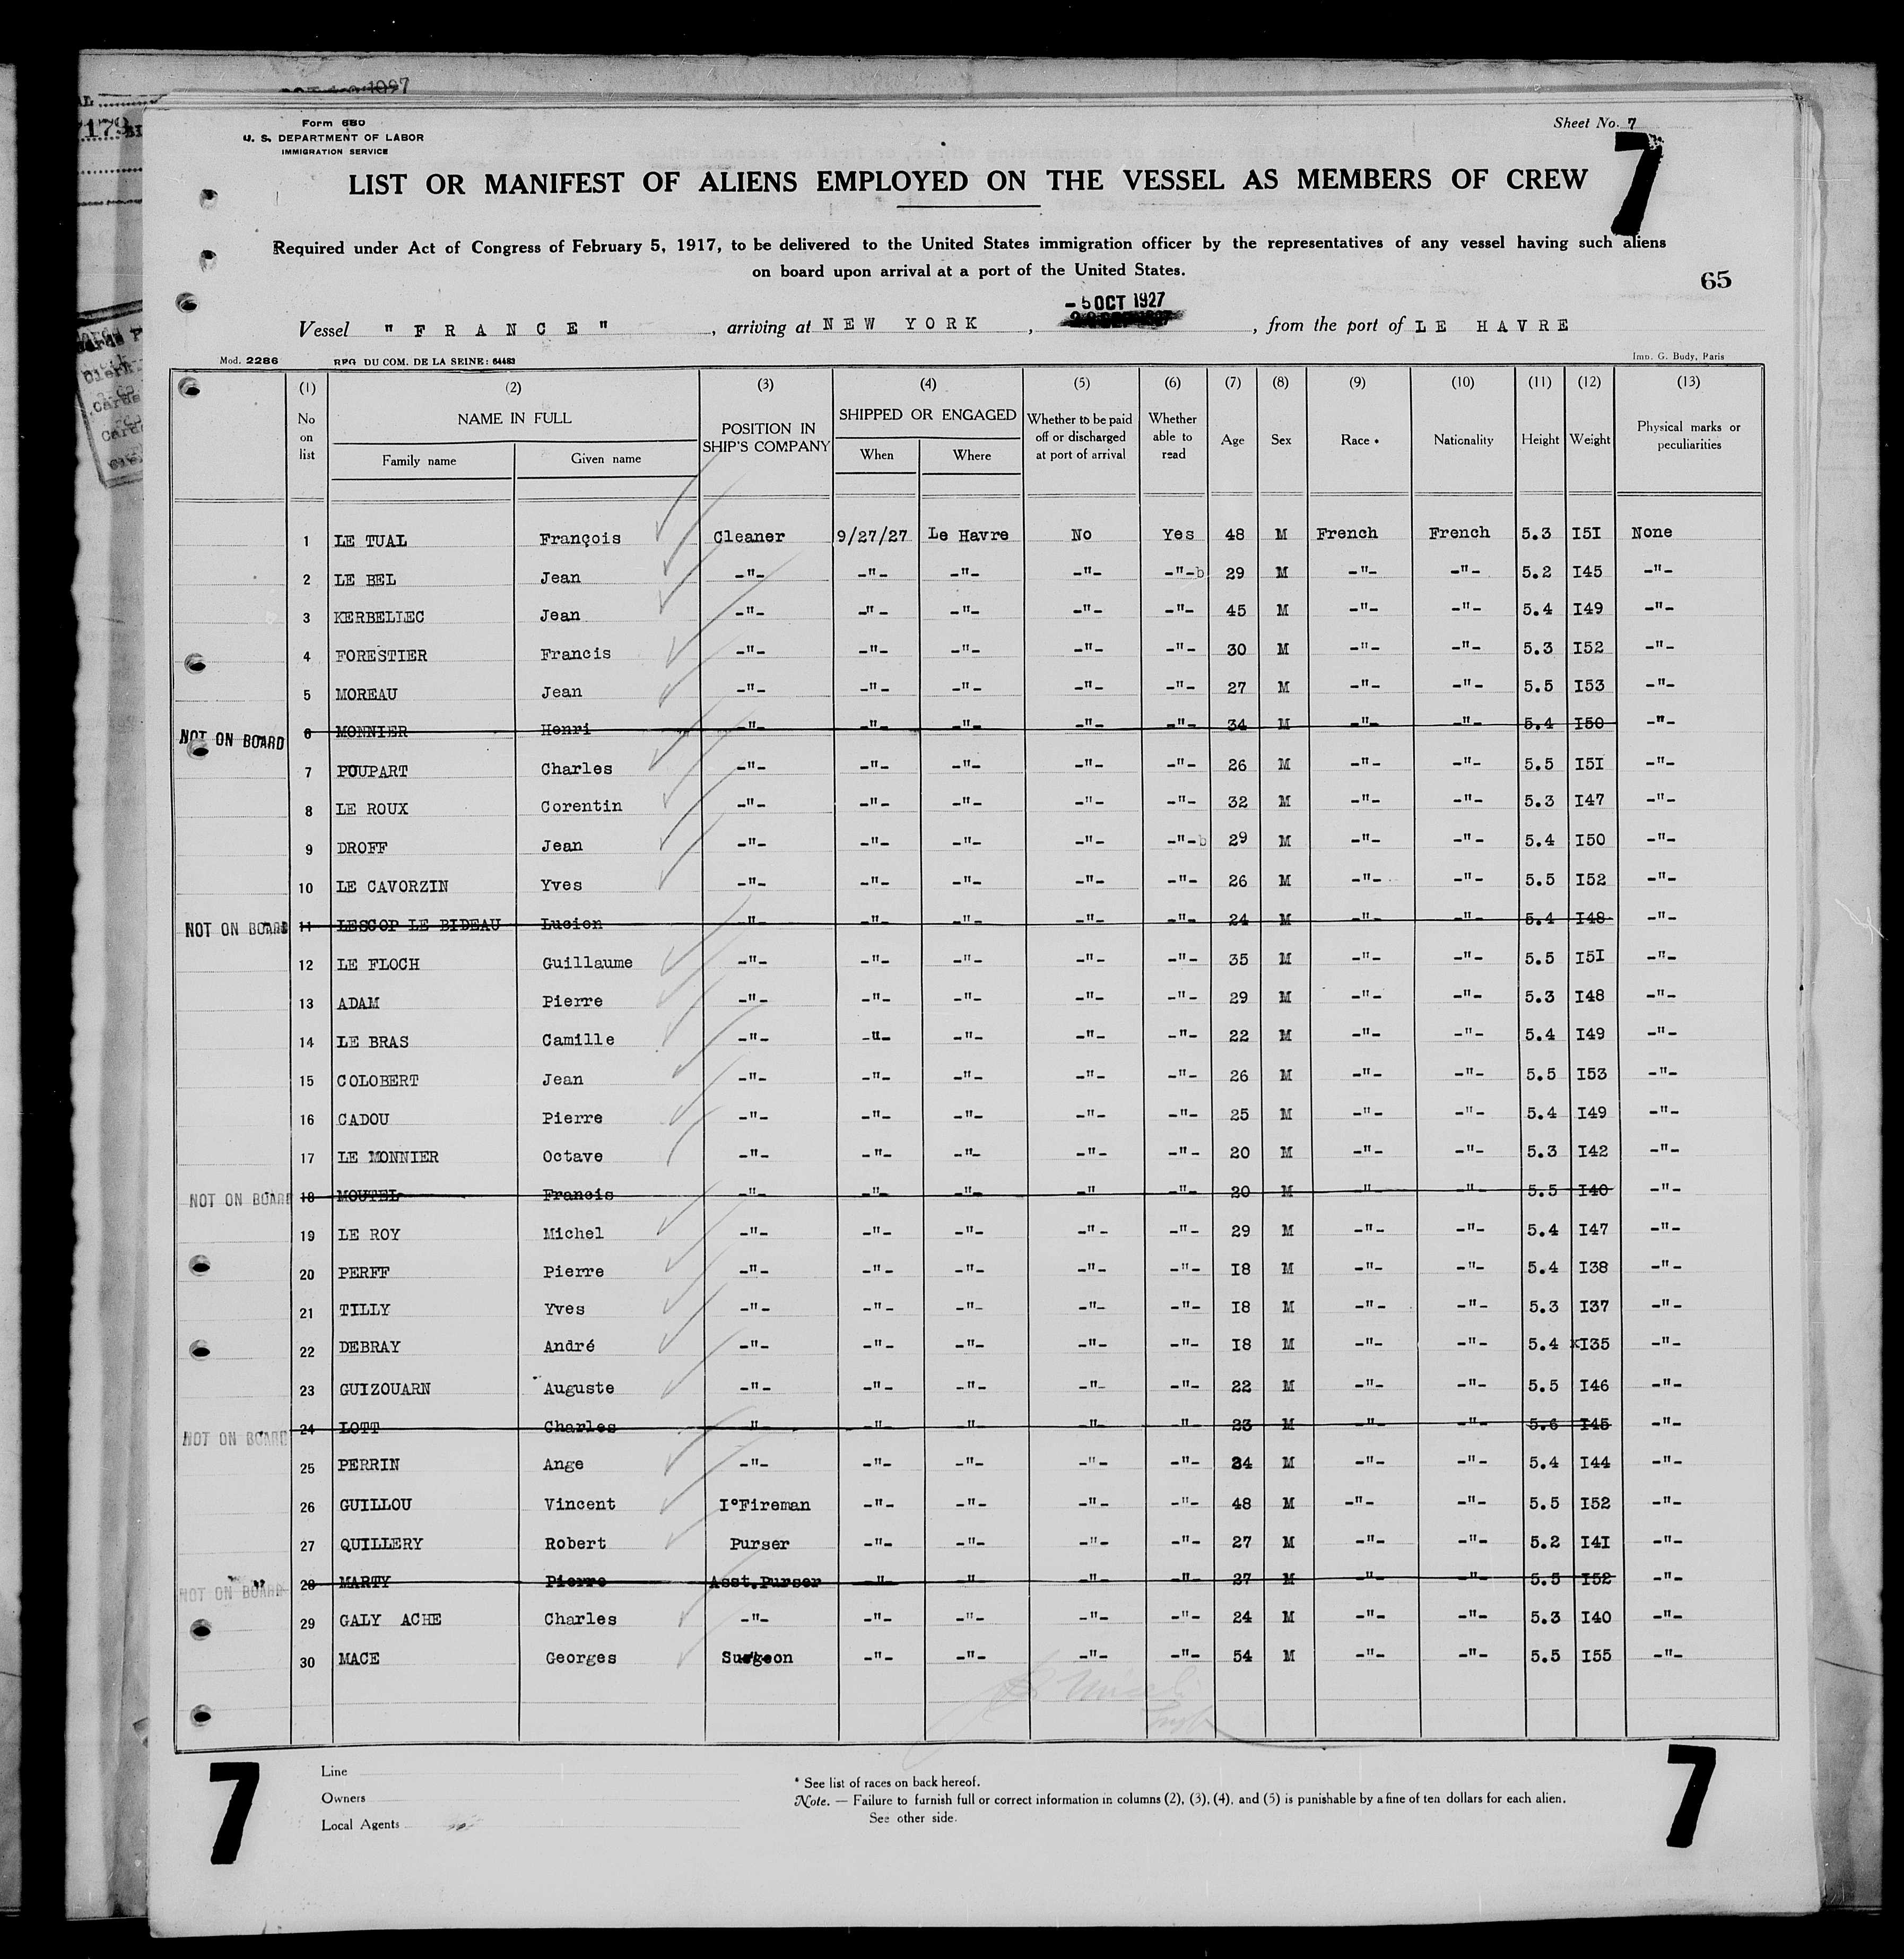 Form 680
U. S. DEPARTMENT OF LABOR
IMMIGRATION SERVICE
Sheet No. 7
7
LIST OR MANIFEST OF ALIENS EMPLOYED ON THE VESSEL AS MEMBERS OF CREW
Required under Act of Congress of February 5, 1917, to be delivered to the United States immigration officer by the representatives of any vessel having such aliens
on board upon arrival at a port of the United States.
65
- 5 OCT 1927
Vessel "FRANCE", arriving at NEW YORK, , from the port of LE HAVRE
Mod. 2286 REG. DU COM. DE LA SEINE: 64483 Imp. G. Budy, Paris
(1) (2) (3) (4) (5) (6) (7) (8) (9) (10) (11) (12) (13)
No on list NAME IN FULL Family name Given name POSITION IN SHIP'S COMPANY SHIPPED OR ENGAGED When Where Whether to be paid off or discharged at port of arrival Whether able to read Age Sex Race * Nationality Height Weight Physical marks or peculiarities
1 LE TUAL François Cleaner 9/27/27 Le Havre No Yes 48 M French French 5.3 I5I None
2 LE BEL Jean -"- -"- -"- -"- -"-b 29 M -"- -"- 5.2 I45 -"-
3 KERBELLEC Jean -"- -"- -"- -"- -"- 45 M -"- -"- 5.4 I49 -"-
4 FORESTIER Francis -"- -"- -"- -"- -"- 30 M -"- -"- 5.3 I52 -"-
5 MOREAU Jean -"- -"- -"- -"- -"- 27 M -"- -"- 5.5 I53 -"-
NOT ON BOARD 6 MONNIER Henri -"- -"- -"- -"- -"- 34 M -"- -"- 5.4 I50 -"-
7 POUPART Charles -"- -"- -"- -"- -"- 26 M -"- -"- 5.5 I5I -"-
8 LE ROUX Corentin -"- -"- -"- -"- -"- 32 M -"- -"- 5.3 I47 -"-
9 DROFF Jean -"- -"- -"- -"- -"-b 29 M -"- -"- 5.4 I50 -"-
10 LE CAVORZIN Yves -"- -"- -"- -"- -"- 26 M -"- -"- 5.5 I52 -"-
NOT ON BOARD 11 LESCOP LE BIDEAU Lucien -"- -"- -"- -"- -"- 24 M -"- -"- 5.4 I48 -"-
12 LE FLOCH Guillaume -"- -"- -"- -"- -"- 35 M -"- -"- 5.5 I5I -"-
13 ADAM Pierre -"- -"- -"- -"- -"- 29 M -"- -"- 5.3 I48 -"-
14 LE BRAS Camille -"- -"- -"- -"- -"- 22 M -"- -"- 5.4 I49 -"-
15 COLOBERT Jean -"- -"- -"- -"- -"- 26 M -"- -"- 5.5 I53 -"-
16 CADOU Pierre -"- -"- -"- -"- -"- 25 M -"- -"- 5.4 I49 -"-
17 LE MONNIER Octave -"- -"- -"- -"- -"- 20 M -"- -"- 5.3 I42 -"-
NOT ON BOARD 18 MOUTEL Francis -"- -"- -"- -" -"- 20 M -"- -"- 5.5 I40 -"-
19 LE ROY Michel -"- -"- -"- -"- -"- 29 M -"- -"- 5.4 I47 -"-
20 PERFF Pierre -"- -"- -"- -"- -"- I8 M -"- -"- 5.4 I38 -"-
21 TILLY Yves -"- -"- -"- -"- -"- I8 M -"- -"- 5.3 I37 -"-
22 DEBRAY André -"- -"- -"- -"- -"- I8 M -"- -"- 5.4 xI35 -"-
23 GUIZOUARN Auguste -"- -"- -"- -"- -"- 22 M -"- -"- 5.5 I46 -"-
NOT ON BOARD 24 LOTT Charles -"- -"- -"- -"- -"- 23 M -"- -"- 5.6 I45 -"-
25 PERRIN Ange -"- -"- -"- -"- -"- 24 M -"- -"- 5.4 I44 -"-
26 GUILLOU Vincent I°Fireman -"- -"- -"- -"- 48 M -"- -"- 5.5 I52 -"-
27 QUILLERY Robert Purser -"- -"- -"- -"- 27 M -"- -"- 5.2 I4I -"-
NOT ON BOARD 28 MARTY Pierre Asst.Purser -"- -"- -"- -"- 27 M -"- -"- 5.5 I52 -"-
29 GALY ACHE Charles -"- -"- -"- -"- -"- 24 M -"- -"- 5.3 I40 -"-
30 MACE Georges Surgeon -"- -"- -"- -"- 54 M -"- -"- 5.5 I55 -"-
7
Line
Owners
Local Agents
* See list of races on back hereof.
Note. — Failure to furnish full or correct information in columns (2), (3), (4), and (5) is punishable by a fine of ten dollars for each alien.
See other side.
7